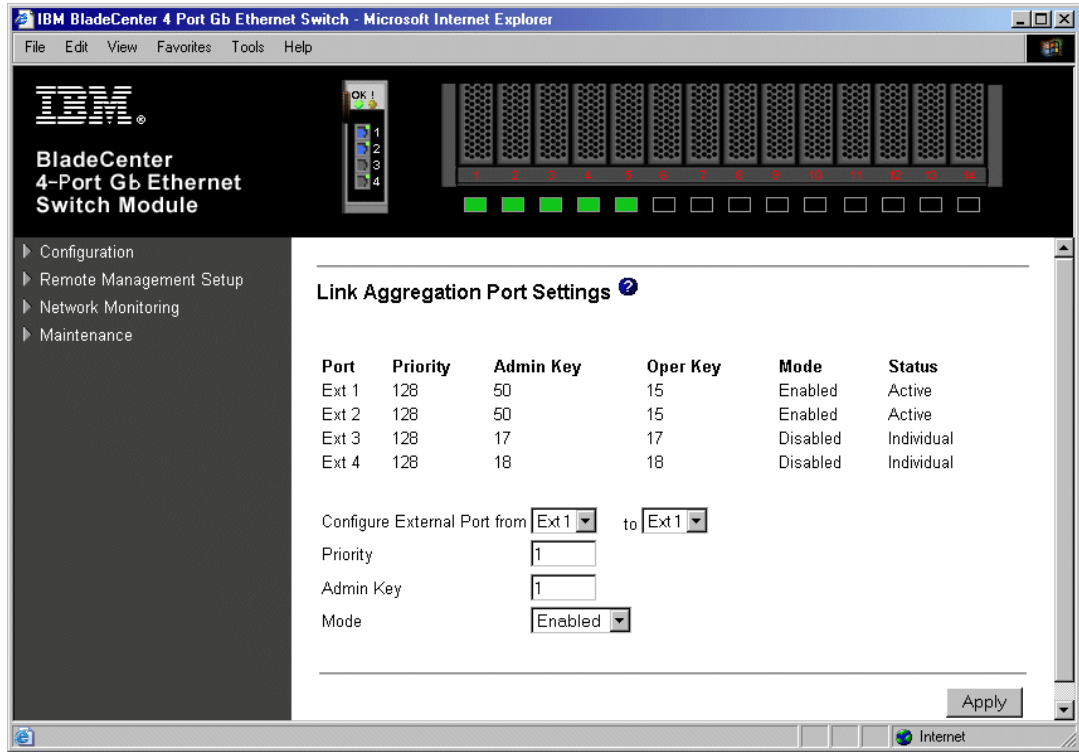 IBM BladeCenter 4 Port Gb Ethernet Switch - Microsoft Internet Explorer
File Edit View Favorites Tools Help
IBM®
BladeCenter
4-Port Gb Ethernet
Switch Module
OK !
1
2
3
4
1 2 3 4 5 6 7 8 9 10 11 12 13 14
Configuration
Remote Management Setup
Network Monitoring
Maintenance
Link Aggregation Port Settings ?
Port Priority Admin Key Oper Key Mode Status
Ext 1 128 50 15 Enabled Active
Ext 2 128 50 15 Enabled Active
Ext 3 128 17 17 Disabled Individual
Ext 4 128 18 18 Disabled Individual
Configure External Port from Ext 1 to Ext 1
Priority 1
Admin Key 1
Mode Enabled
Apply
Internet